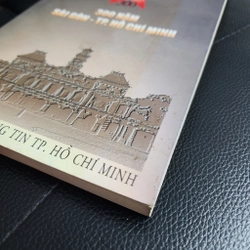 300 NĂM
SÀI GÒN - TP. HỒ CHÍ MINH
TIN TP. HỒ CHÍ MINH